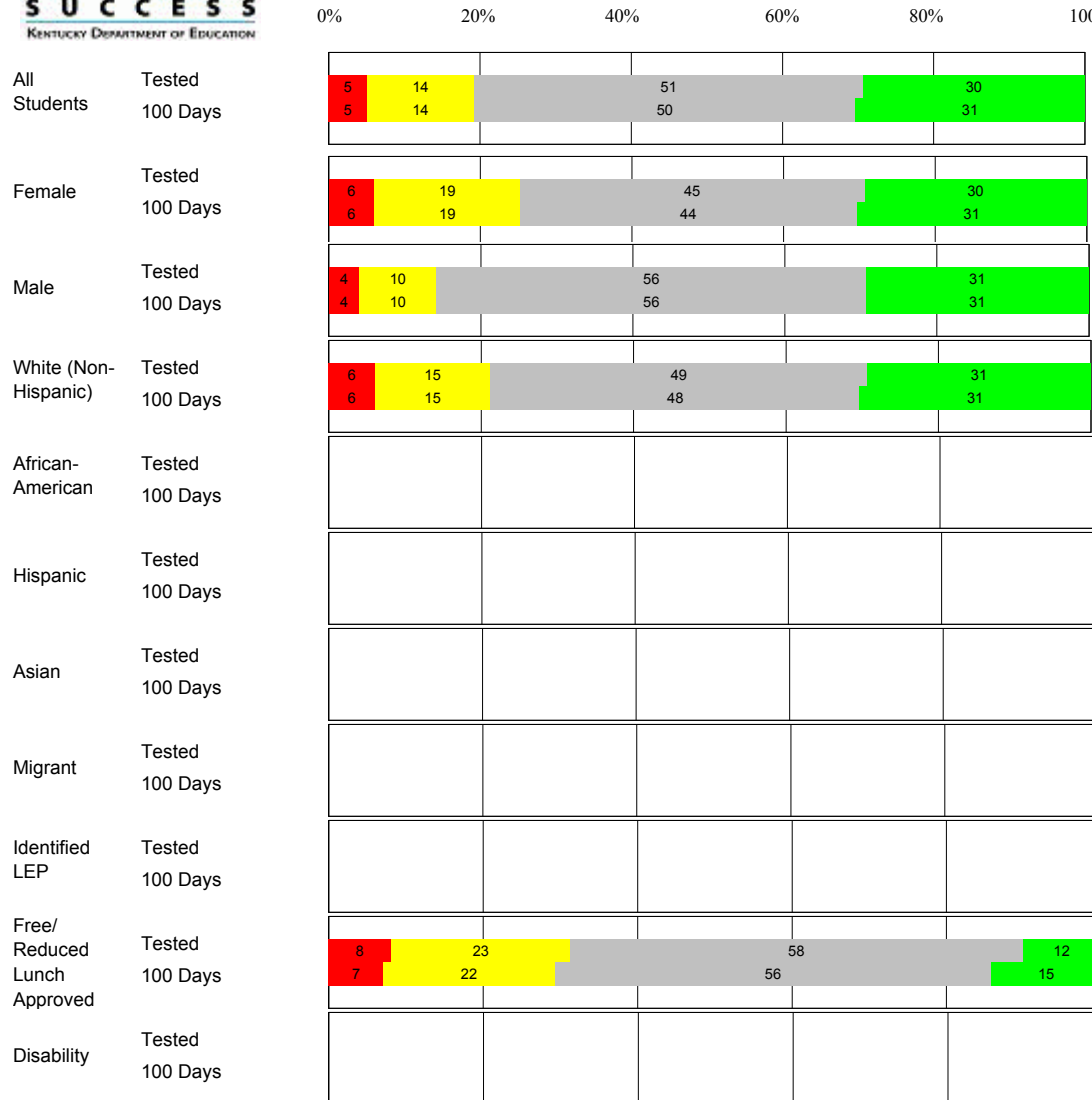 SUCCESS
KENTUCKY DEPARTMENT OF EDUCATION
0% 20% 40% 60% 80% 100
All Students
Tested 5 14 51 30
100 Days 5 14 50 31
Female
Tested 6 19 45 30
100 Days 6 19 44 31
Male
Tested 4 10 56 31
100 Days 4 10 56 31
White (Non-
Hispanic)
Tested 6 15 49 31
100 Days 6 15 48 31
African-
American
Tested
100 Days
Hispanic
Tested
100 Days
Asian
Tested
100 Days
Migrant
Tested
100 Days
Identified
LEP
Tested
100 Days
Free/
Reduced
Lunch
Approved
Tested 8 23 58 12
100 Days 7 22 56 15
Disability
Tested
100 Days